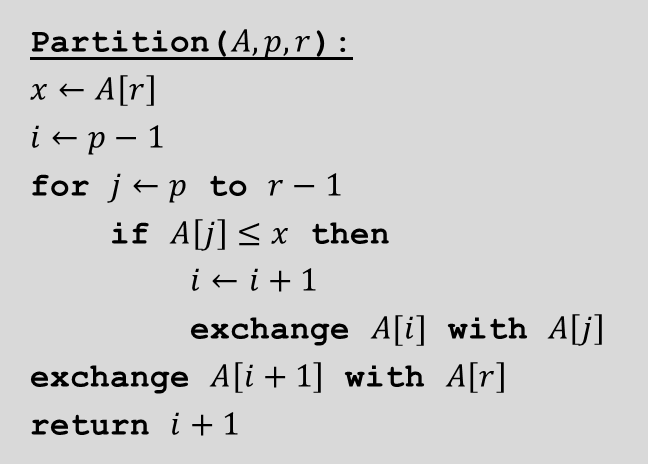 Partition(A,p,r):
x ← A[r]
i ← p − 1
for j ← p to r − 1
if A[j] ≤ x then
i ← i + 1
exchange A[i] with A[j]
exchange A[i + 1] with A[r]
return i + 1